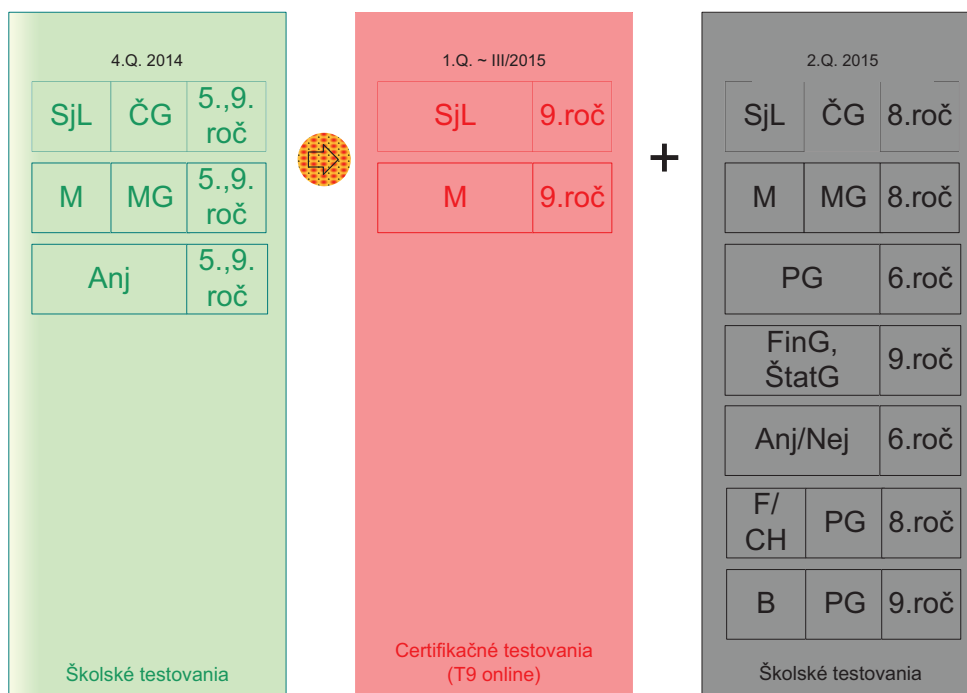 4.Q. 2014
SjL
ČG
5.,9.
roč
M
MG
5.,9.
roč
Anj
5.,9.
roč
Školské testovania
1.Q. ~ III/2015
SjL
9.roč
M
9.roč
Certifikačné testovania
(T9 online)
+
2.Q. 2015
SjL
ČG
8.roč
M
MG
8.roč
PG
6.roč
FinG,
ŠtatG
9.roč
Anj/Nej
6.roč
F/
CH
PG
8.roč
B
PG
9.roč
Školské testovania